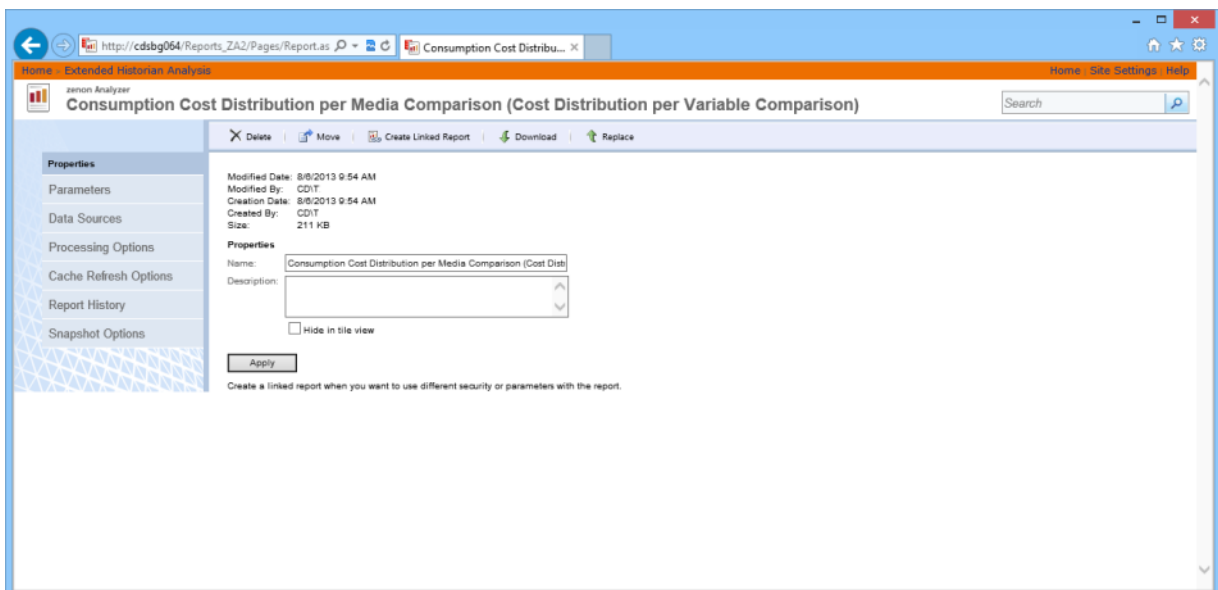 http://cdsbg064/Reports_ZA2/Pages/Report.as
Consumption Cost Distribu...
Home > Extended Historian Analysis
Home | Site Settings | Help
zenon Analyzer
Consumption Cost Distribution per Media Comparison (Cost Distribution per Variable Comparison)
Search
Delete | Move | Create Linked Report | Download | Replace
Properties
Parameters
Data Sources
Processing Options
Cache Refresh Options
Report History
Snapshot Options
Modified Date: 8/6/2013 9:54 AM
Modified By: CD\T
Creation Date: 8/6/2013 9:54 AM
Created By: CD\T
Size: 211 KB
Properties
Name: Consumption Cost Distribution per Media Comparison (Cost Distr
Description:
Hide in tile view
Apply
Create a linked report when you want to use different security or parameters with the report.